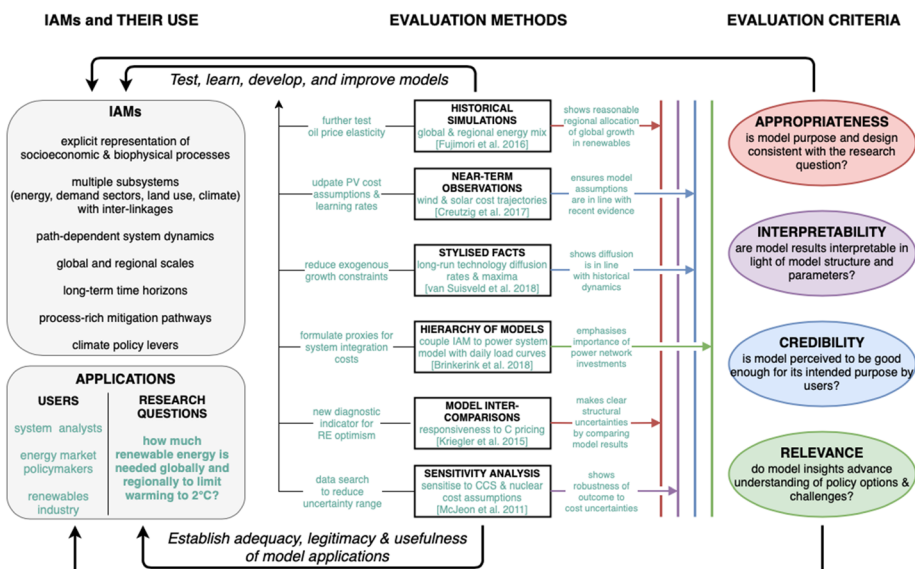 IAMs and THEIR USE
EVALUATION METHODS
EVALUATION CRITERIA
Test, learn, develop, and improve models
IAMs
explicit representation of
socioeconomic & biophysical processes
multiple subsystems
(energy, demand sectors, land use, climate)
with inter-linkages
path-dependent system dynamics
global and regional scales
long-term time horizons
process-rich mitigation pathways
climate policy levers
APPLICATIONS
USERS
system analysts
energy market
policymakers
renewables
industry
RESEARCH
QUESTIONS
how much
renewable energy is
needed globally and
regionally to limit
warming to 2°C?
further test
oil price elasticity
HISTORICAL
SIMULATIONS
global & regional energy mix
[Fujimori et al. 2016]
shows reasonable
regional allocation
of global growth
in renewables
udpate PV cost
assumptions &
learning rates
NEAR-TERM
OBSERVATIONS
wind & solar cost trajectories
[Creutzig et al. 2017]
ensures model
assumptions
are in line with
recent evidence
reduce exogenous
growth constraints
STYLISED FACTS
long-run technology diffusion
rates & maxima
[van Suisveld et al. 2018]
shows diffusion
is in line
with historical
dynamics
formulate proxies for
system integration
costs
HIERARCHY OF MODELS
couple IAM to power system
model with daily load curves
[Brinkerink et al. 2018]
emphasises
importance of
power network
investments
new diagnostic
indicator for
RE optimism
MODEL INTER-
COMPARISONS
responsiveness to C pricing
[Kriegler et al. 2015]
makes clear
structural
uncertainties
by comparing
model results
data search
to reduce
uncertainty range
SENSITIVITY ANALYSIS
sensitise to CCS & nuclear
cost assumptions
[McJeon et al. 2011]
shows
robustness of
outcome to
cost uncertainties
APPROPRIATENESS
is model purpose and design
consistent with the research
question?
INTERPRETABILITY
are model results interpretable in
light of model structure and
parameters?
CREDIBILITY
is model perceived to be good
enough for its intended purpose by
users?
RELEVANCE
do model insights advance
understanding of policy options &
challenges?
Establish adequacy, legitimacy & usefulness
of model applications